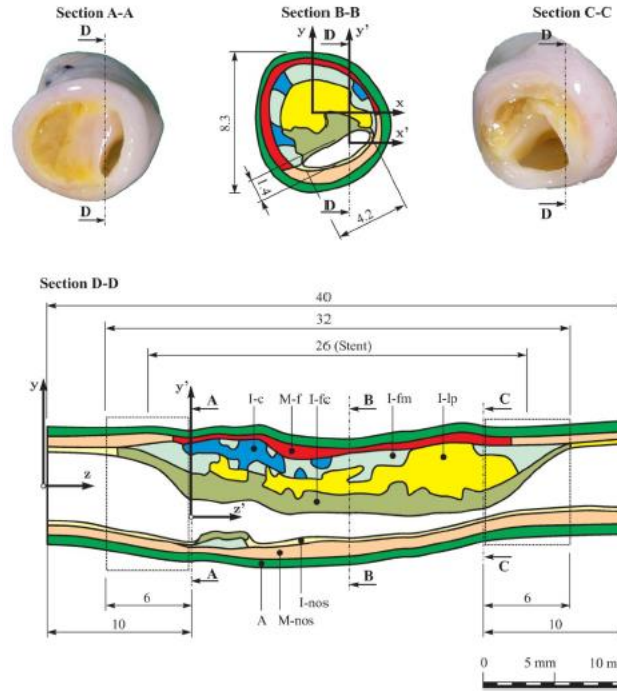 Section A-A
Section B-B
Section C-C
D
D
y
D
y'
D
x
x'
8.3
1.4
4.2
D
D
D
D
Section D-D
40
32
26 (Stent)
y
y'
A
I-c
M-f
I-fc
B
I-fm
I-lp
C
z
z'
A
B
C
I-nos
A
M-nos
6
6
10
10
0
5 mm
10 m